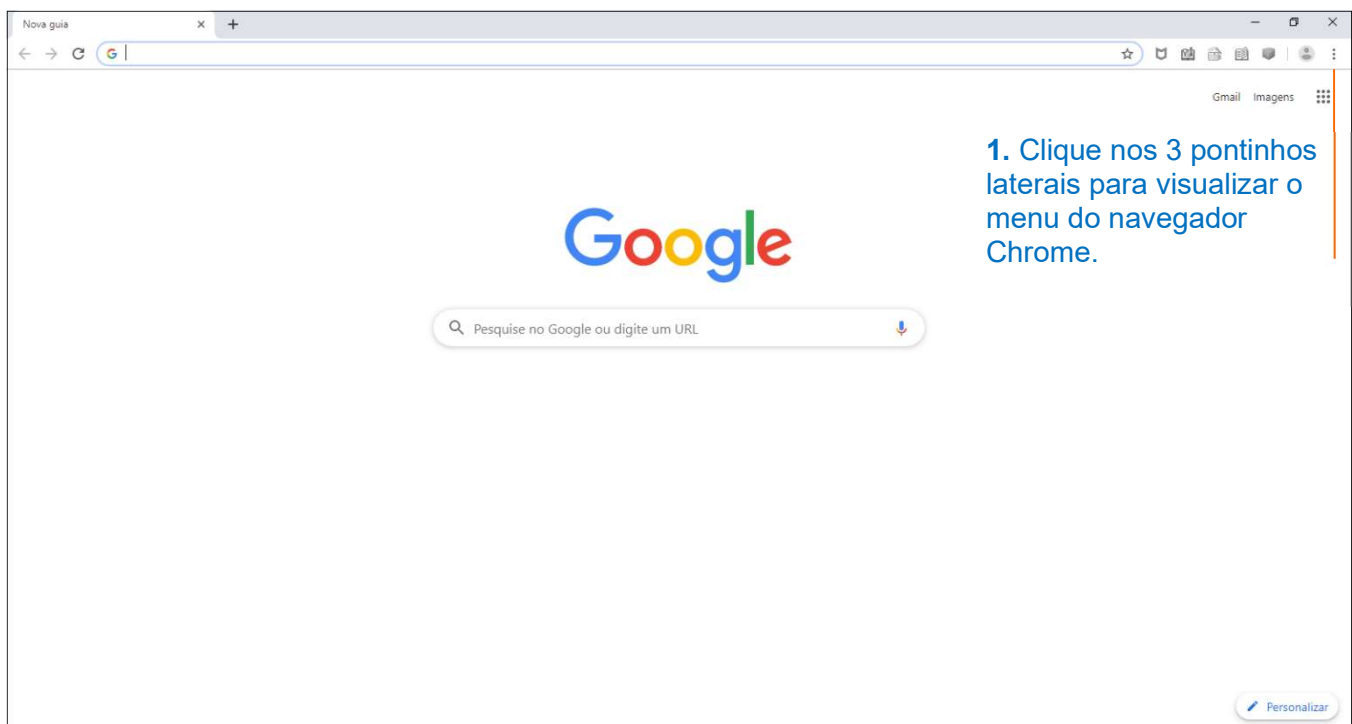 Nova guia
G
Gmail Imagens
1. Clique nos 3 pontinhos
laterais para visualizar o
menu do navegador
Chrome.
Google
Pesquise no Google ou digite um URL
Personalizar